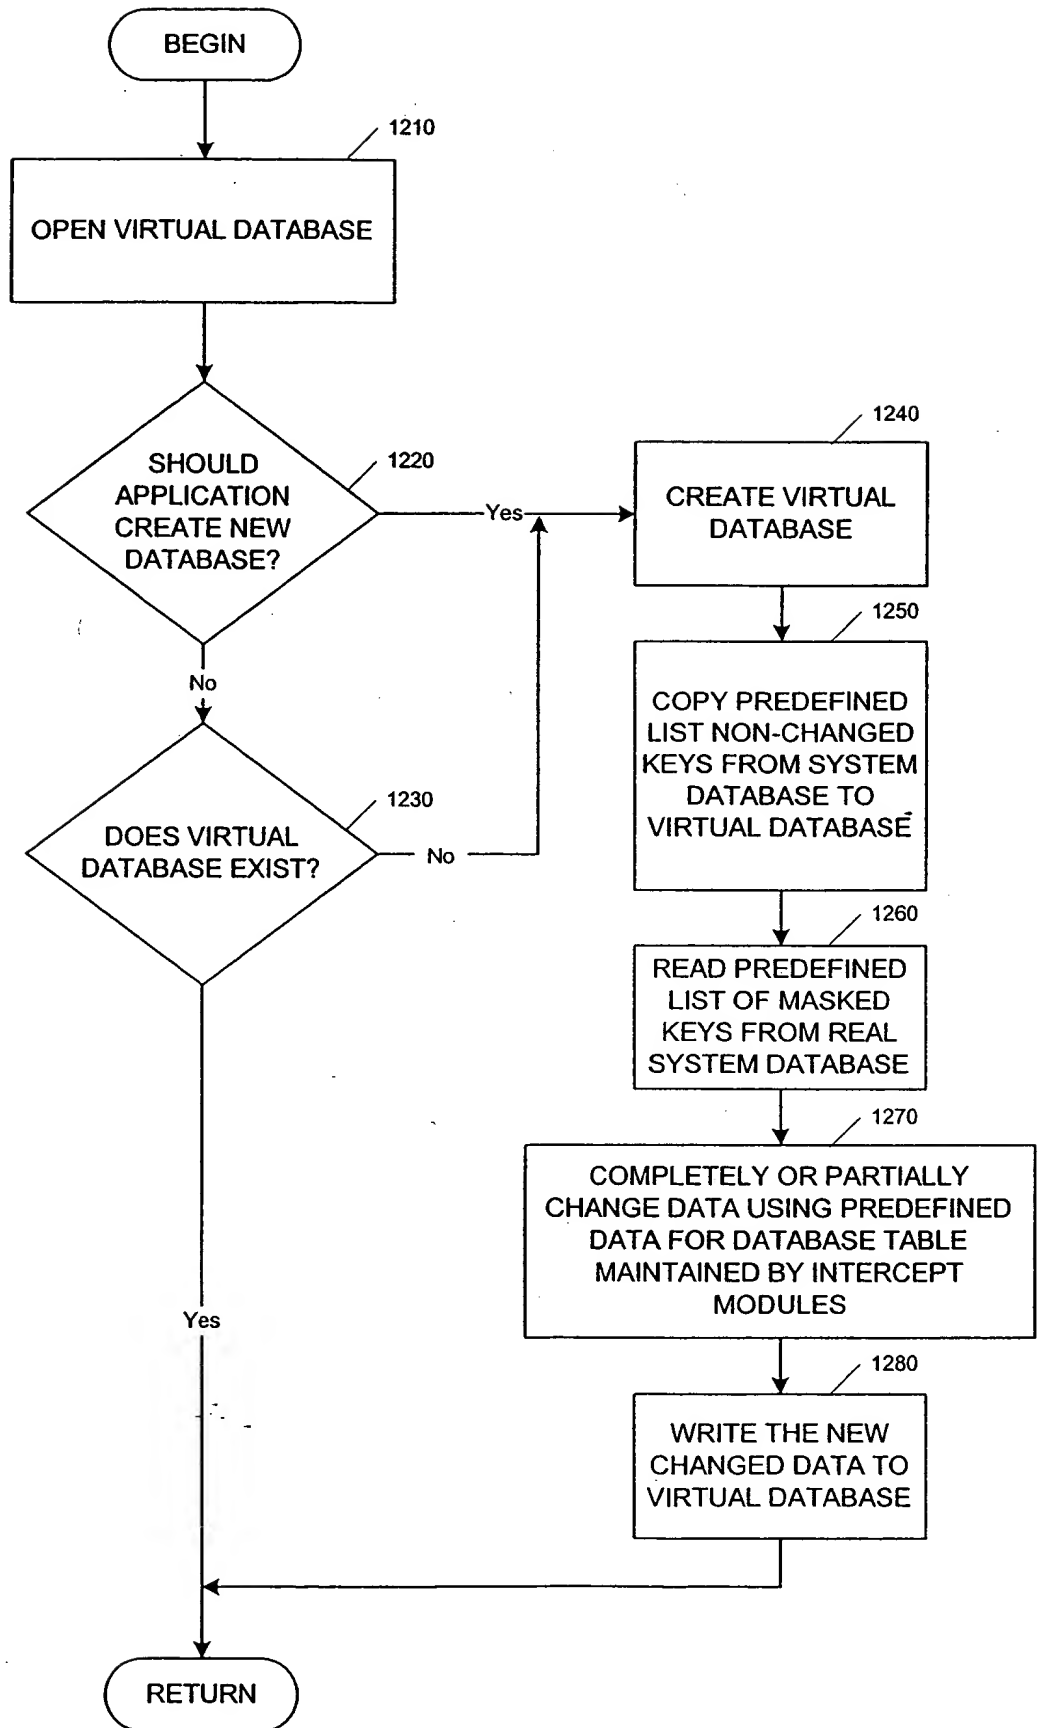 BEGIN
1210
OPEN VIRTUAL DATABASE
1220
SHOULD
APPLICATION
CREATE NEW
DATABASE?
Yes
No
1230
DOES VIRTUAL
DATABASE EXIST?
No
Yes
1240
CREATE VIRTUAL
DATABASE
1250
COPY PREDEFINED
LIST NON-CHANGED
KEYS FROM SYSTEM
DATABASE TO
VIRTUAL DATABASE
1260
READ PREDEFINED
LIST OF MASKED
KEYS FROM REAL
SYSTEM DATABASE
1270
COMPLETELY OR PARTIALLY
CHANGE DATA USING PREDEFINED
DATA FOR DATABASE TABLE
MAINTAINED BY INTERCEPT
MODULES
1280
WRITE THE NEW
CHANGED DATA TO
VIRTUAL DATABASE
RETURN